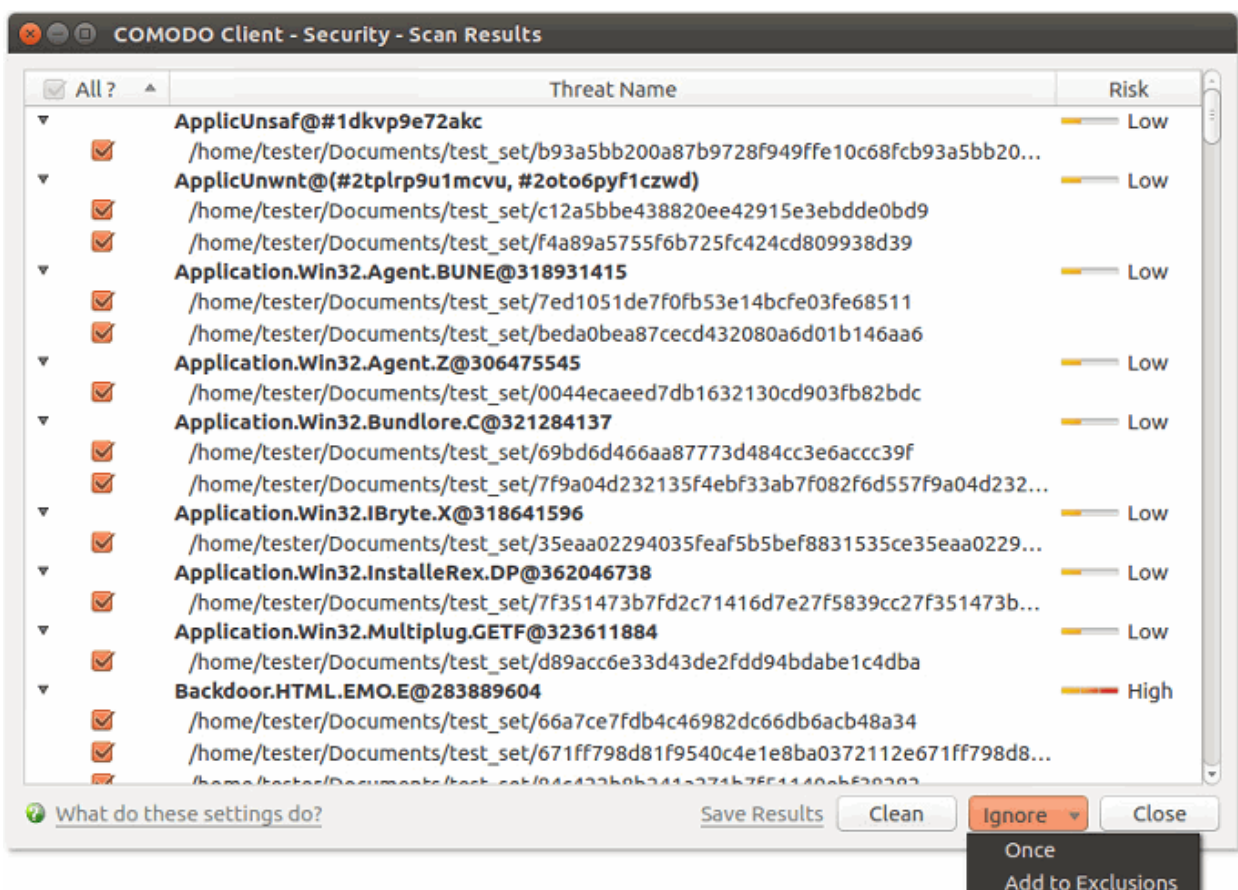 COMODO Client - Security - Scan Results
All ? Threat Name Risk
ApplicUnsaf@#1dkvp9e72akc Low
/home/tester/Documents/test_set/b93a5bb200a87b9728f949ffe10c68fcb93a5bb20...
ApplicUnwnt@(#2tplrp9u1mcvu, #2oto6pyf1czwd) Low
/home/tester/Documents/test_set/c12a5bbe438820ee42915e3ebdde0bd9
/home/tester/Documents/test_set/f4a89a5755f6b725fc424cd809938d39
Application.Win32.Agent.BUNE@318931415 Low
/home/tester/Documents/test_set/7ed1051de7f0fb53e14bcfe03fe68511
/home/tester/Documents/test_set/beda0bea87cecd432080a6d01b146aa6
Application.Win32.Agent.Z@306475545 Low
/home/tester/Documents/test_set/0044ecaeed7db1632130cd903fb82bdc
Application.Win32.Bundlore.C@321284137 Low
/home/tester/Documents/test_set/69bd6d466aa87773d484cc3e6accc39f
/home/tester/Documents/test_set/7f9a04d232135f4ebf33ab7f082f6d557f9a04d232...
Application.Win32.IBryte.X@318641596 Low
/home/tester/Documents/test_set/35eaa02294035feaf5b5bef8831535ce35eaa0229...
Application.Win32.InstalleRex.DP@362046738 Low
/home/tester/Documents/test_set/7f351473b7fd2c71416d7e27f5839cc27f351473b...
Application.Win32.Multiplug.GETF@323611884 Low
/home/tester/Documents/test_set/d89acc6e33d43de2fdd94bdabe1c4dba
Backdoor.HTML.EMO.E@283889604 High
/home/tester/Documents/test_set/66a7ce7fdb4c46982dc66db6acb48a34
/home/tester/Documents/test_set/671ff798d81f9540c4e1e8ba0372112e671ff798d8...
What do these settings do? Save Results Clean Ignore Close
Once
Add to Exclusions